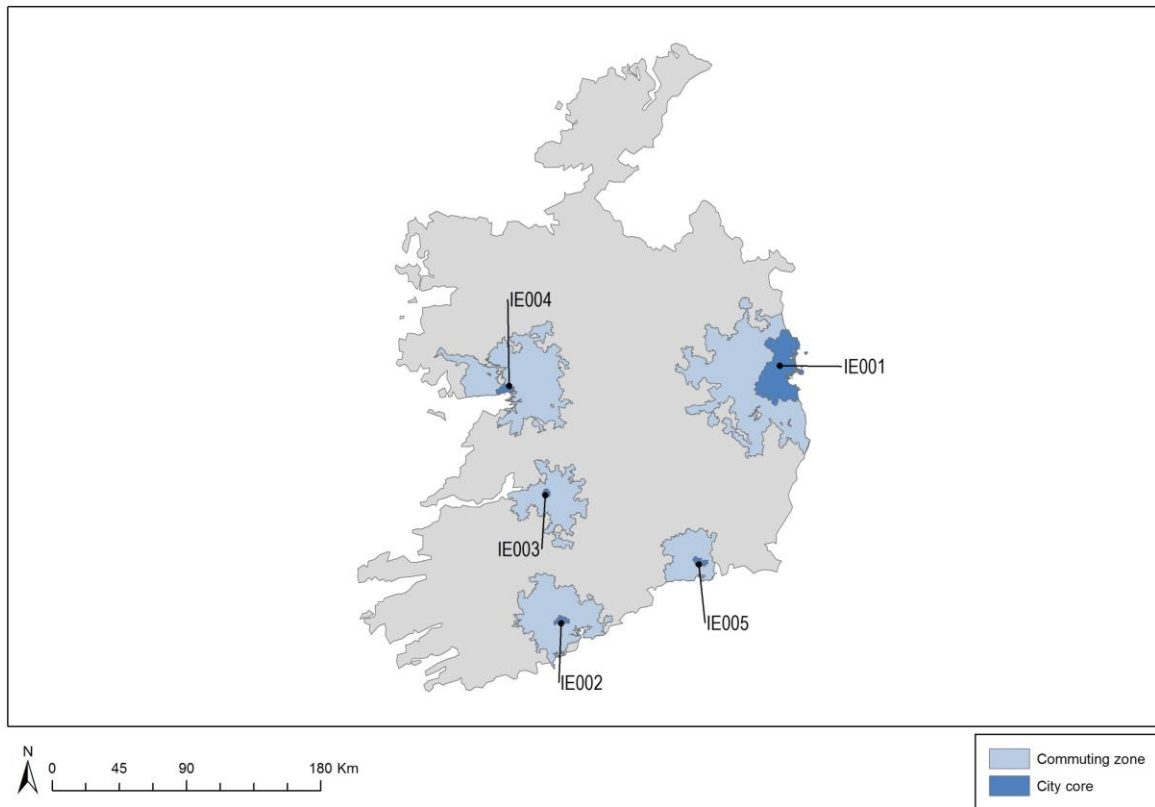 IE004
IE001
IE003
IE005
IE002
N
0 45 90 180 Km
Commuting zone
City core